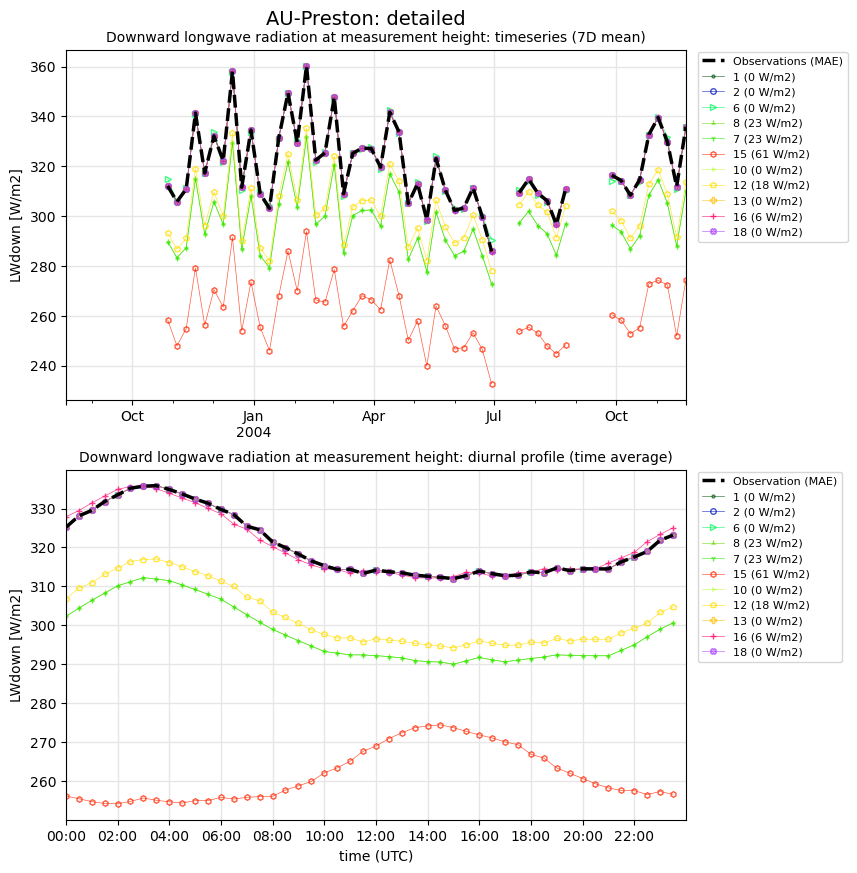 AU-Preston: detailed
Downward longwave radiation at measurement height: timeseries (7D mean)
LWdown [W/m2]
360
340
320
300
280
260
240
Oct
Jan
2004
Apr
Jul
Oct
Observations (MAE)
1 (0 W/m2)
2 (0 W/m2)
6 (0 W/m2)
8 (23 W/m2)
7 (23 W/m2)
15 (61 W/m2)
10 (0 W/m2)
12 (18 W/m2)
13 (0 W/m2)
16 (6 W/m2)
18 (0 W/m2)
Downward longwave radiation at measurement height: diurnal profile (time average)
LWdown [W/m2]
330
320
310
300
290
280
270
260
00:00
02:00
04:00
06:00
08:00
10:00
12:00
14:00
16:00
18:00
20:00
22:00
time (UTC)
Observation (MAE)
1 (0 W/m2)
2 (0 W/m2)
6 (0 W/m2)
8 (23 W/m2)
7 (23 W/m2)
15 (61 W/m2)
10 (0 W/m2)
12 (18 W/m2)
13 (0 W/m2)
16 (6 W/m2)
18 (0 W/m2)